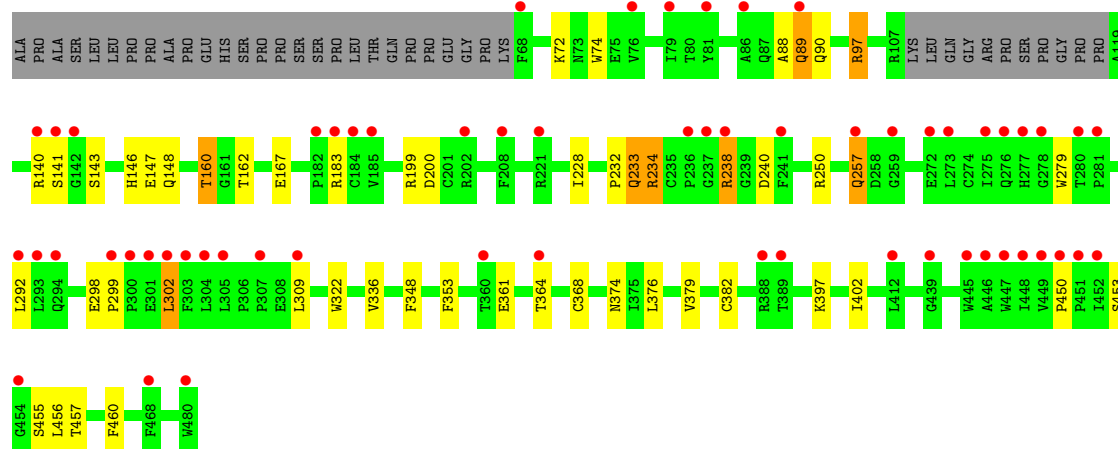 ALA PRO ALA SER LEU LEU PRO PRO ALA PRO GLU HIS SER PRO PRO SER SER PRO LEU THR GLN PRO PRO GLU GLY PRO LYS F68 K72 N73 W74 E75 V76 I79 T80 Y81 A86 Q87 A88 Q89 Q90 R97 R107 LYS LEU GLN GLY ARG PRO SER PRO GLY PRO PRO A119
R140 S141 G142 S143 H146 E147 Q148 T160 G161 T162 E167 P182 R183 C184 V185 R199 D200 C201 R202 F208 R221 I228 P232 Q233 R234 C235 P236 G237 R238 G239 D240 F241 R250 Q257 D258 G259 E272 L273 C274 I275 Q276 H277 G278 W279 T280 P281
L292 L293 Q294 E298 P299 P300 E301 L302 F303 L304 L305 P306 P307 E308 L309 W322 V336 F348 F353 T360 E361 T364 C368 N374 I375 L376 V379 C382 R388 T389 K397 I402 L412 G439 W445 A446 W447 I448 V449 P450 P451 I452 S453
G454 S455 L456 T457 F460 F468 W480